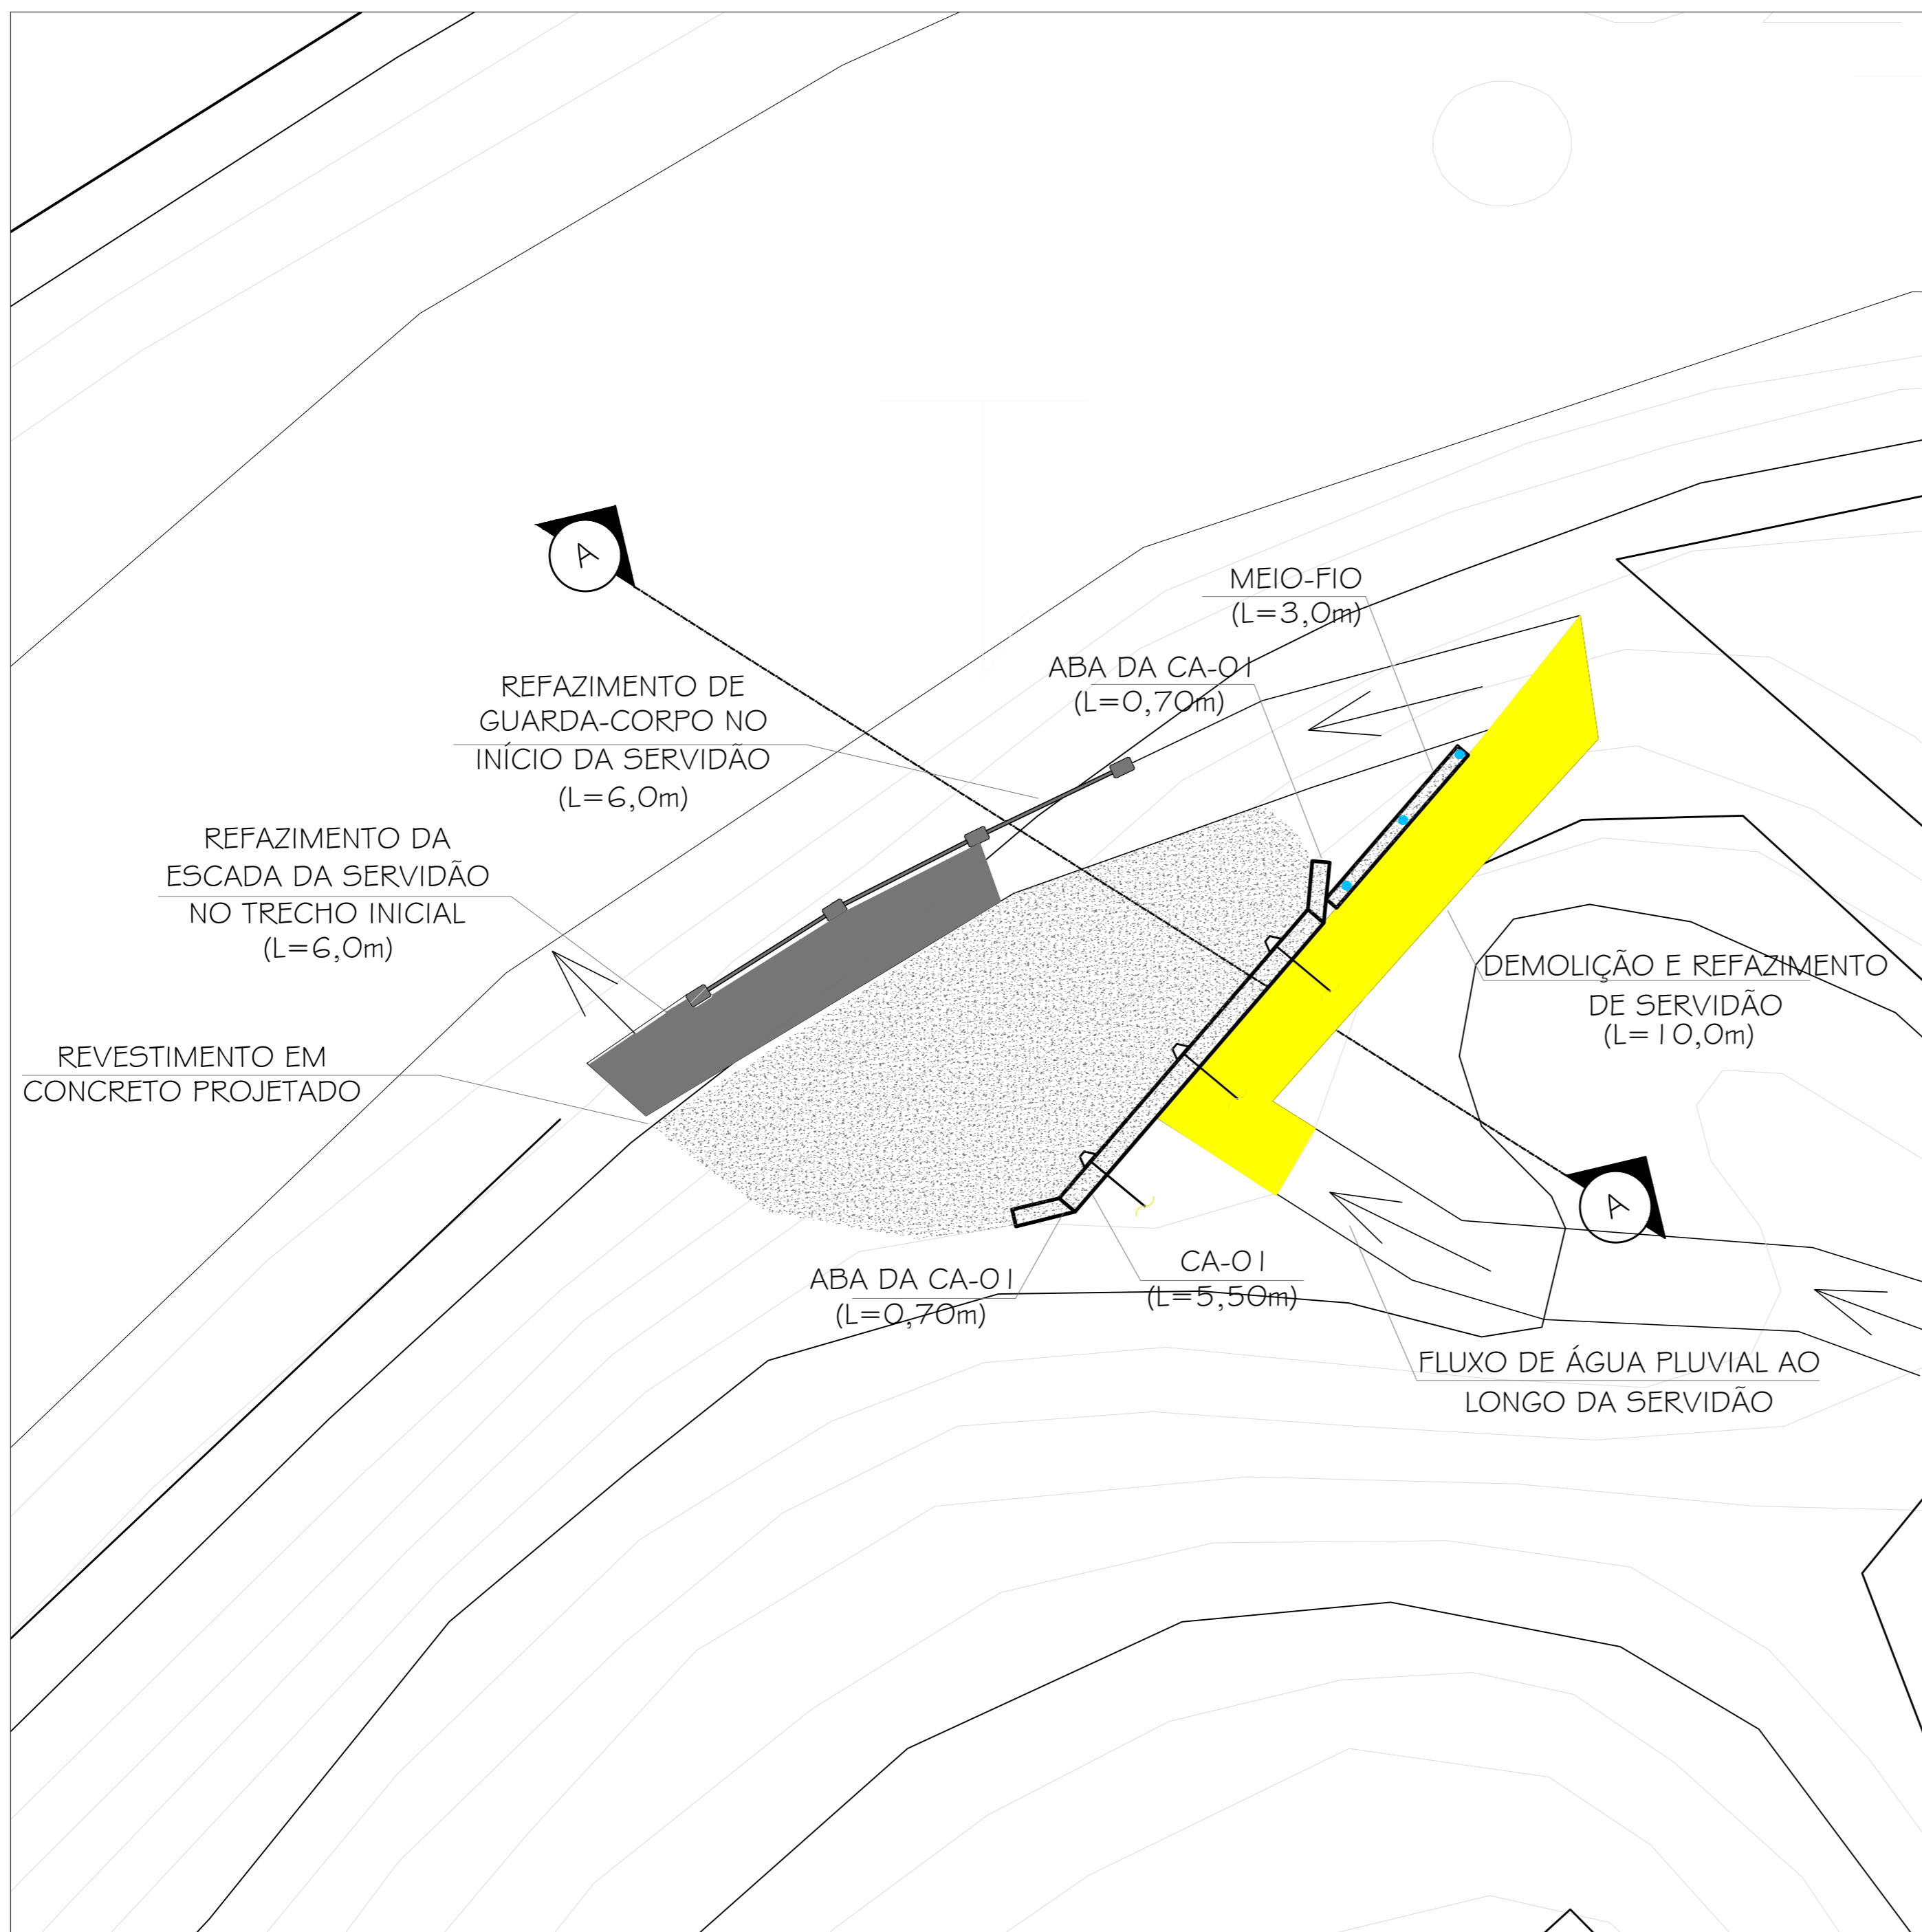 A
MEIO-FIO
(L=3,0m)
ABA DA CA-01
(L=0,70m)
REFAZIMENTO DE
GUARDA-CORPO NO
INÍCIO DA SERVIDÃO
(L=6,0m)
REFAZIMENTO DA
ESCADA DA SERVIDÃO
NO TRECHO INICIAL
(L=6,0m)
DEMOLIÇÃO E REFAZIMENTO
DE SERVIDÃO
(L=10,0m)
REVESTIMENTO EM
CONCRETO PROJETADO
A
CA-01
(L=5,50m)
ABA DA CA-01
(L=0,70m)
FLUXO DE ÁGUA PLUVIAL AO
LONGO DA SERVIDÃO